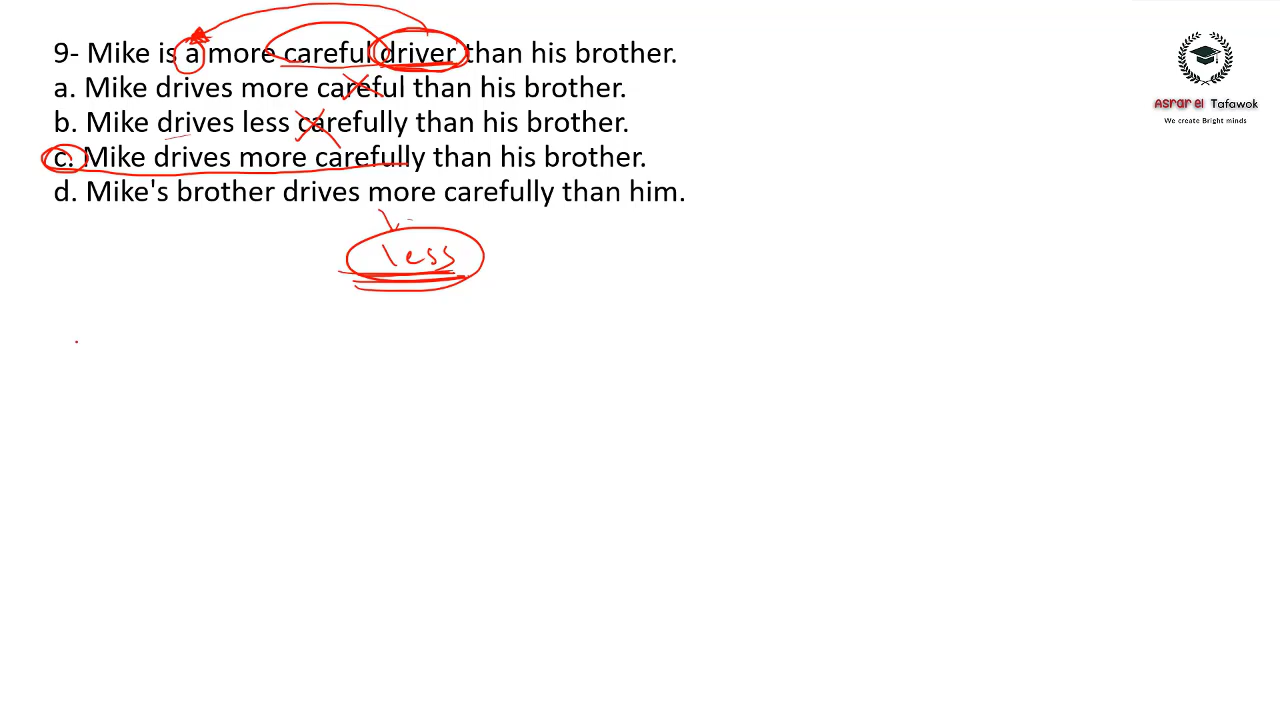 9- Mike is a more careful driver than his brother.
a. Mike drives more careful than his brother.
b. Mike drives less carefully than his brother.
c. Mike drives more carefully than his brother.
d. Mike's brother drives more carefully than him.
less
Asrar el Tafawok
We create Bright minds